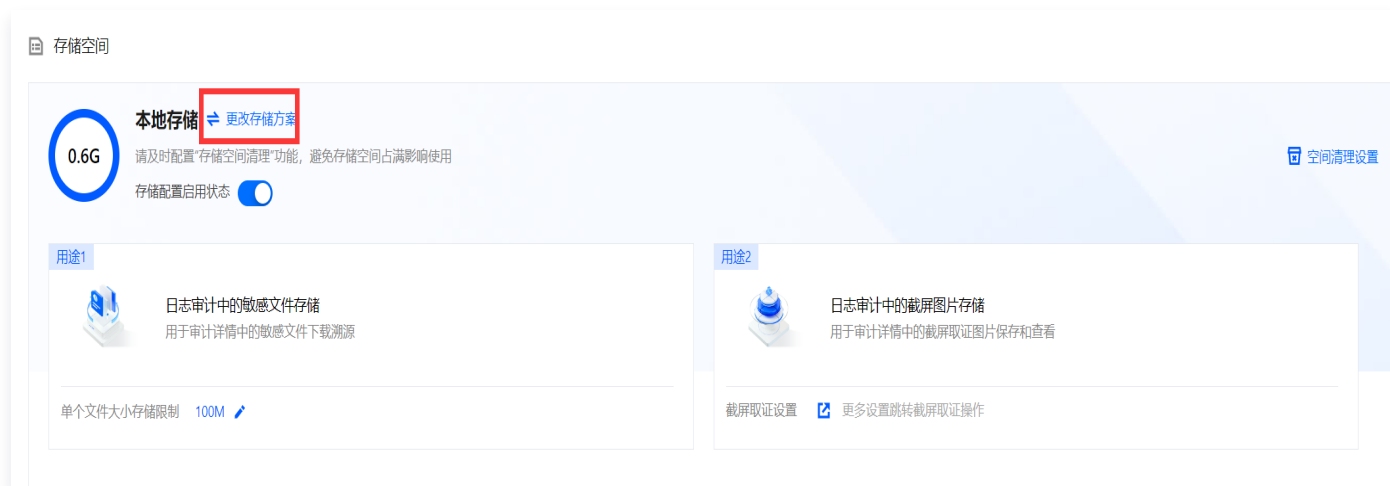 存储空间
本地存储 更改存储方案
0.6G
请及时配置“存储空间清理”功能，避免存储空间占满影响使用
空间清理设置
存储配置启用状态
用途1
日志审计中的敏感文件存储
用于审计详情中的敏感文件下载溯源
单个文件大小存储限制 100M
用途2
日志审计中的截屏图片存储
用于审计详情中的截屏取证图片保存和查看
截屏取证设置 更多设置跳转截屏取证操作